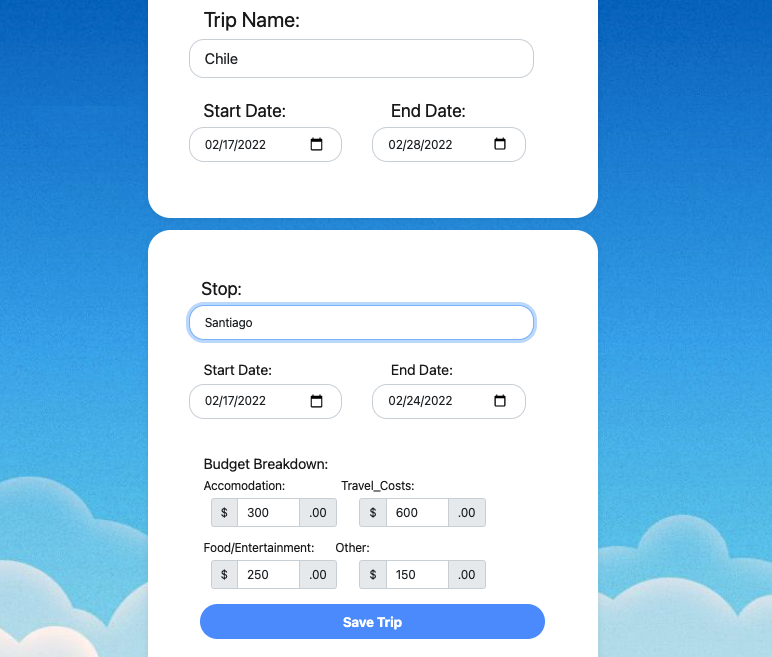 Trip Name:
Chile
Start Date: End Date:
02/17/2022 02/28/2022
Stop:
Santiago
Start Date: End Date:
02/17/2022 02/24/2022
Budget Breakdown:
Accomodation: Travel_Costs:
$ 300 .00 $ 600 .00
Food/Entertainment: Other:
$ 250 .00 $ 150 .00
Save Trip